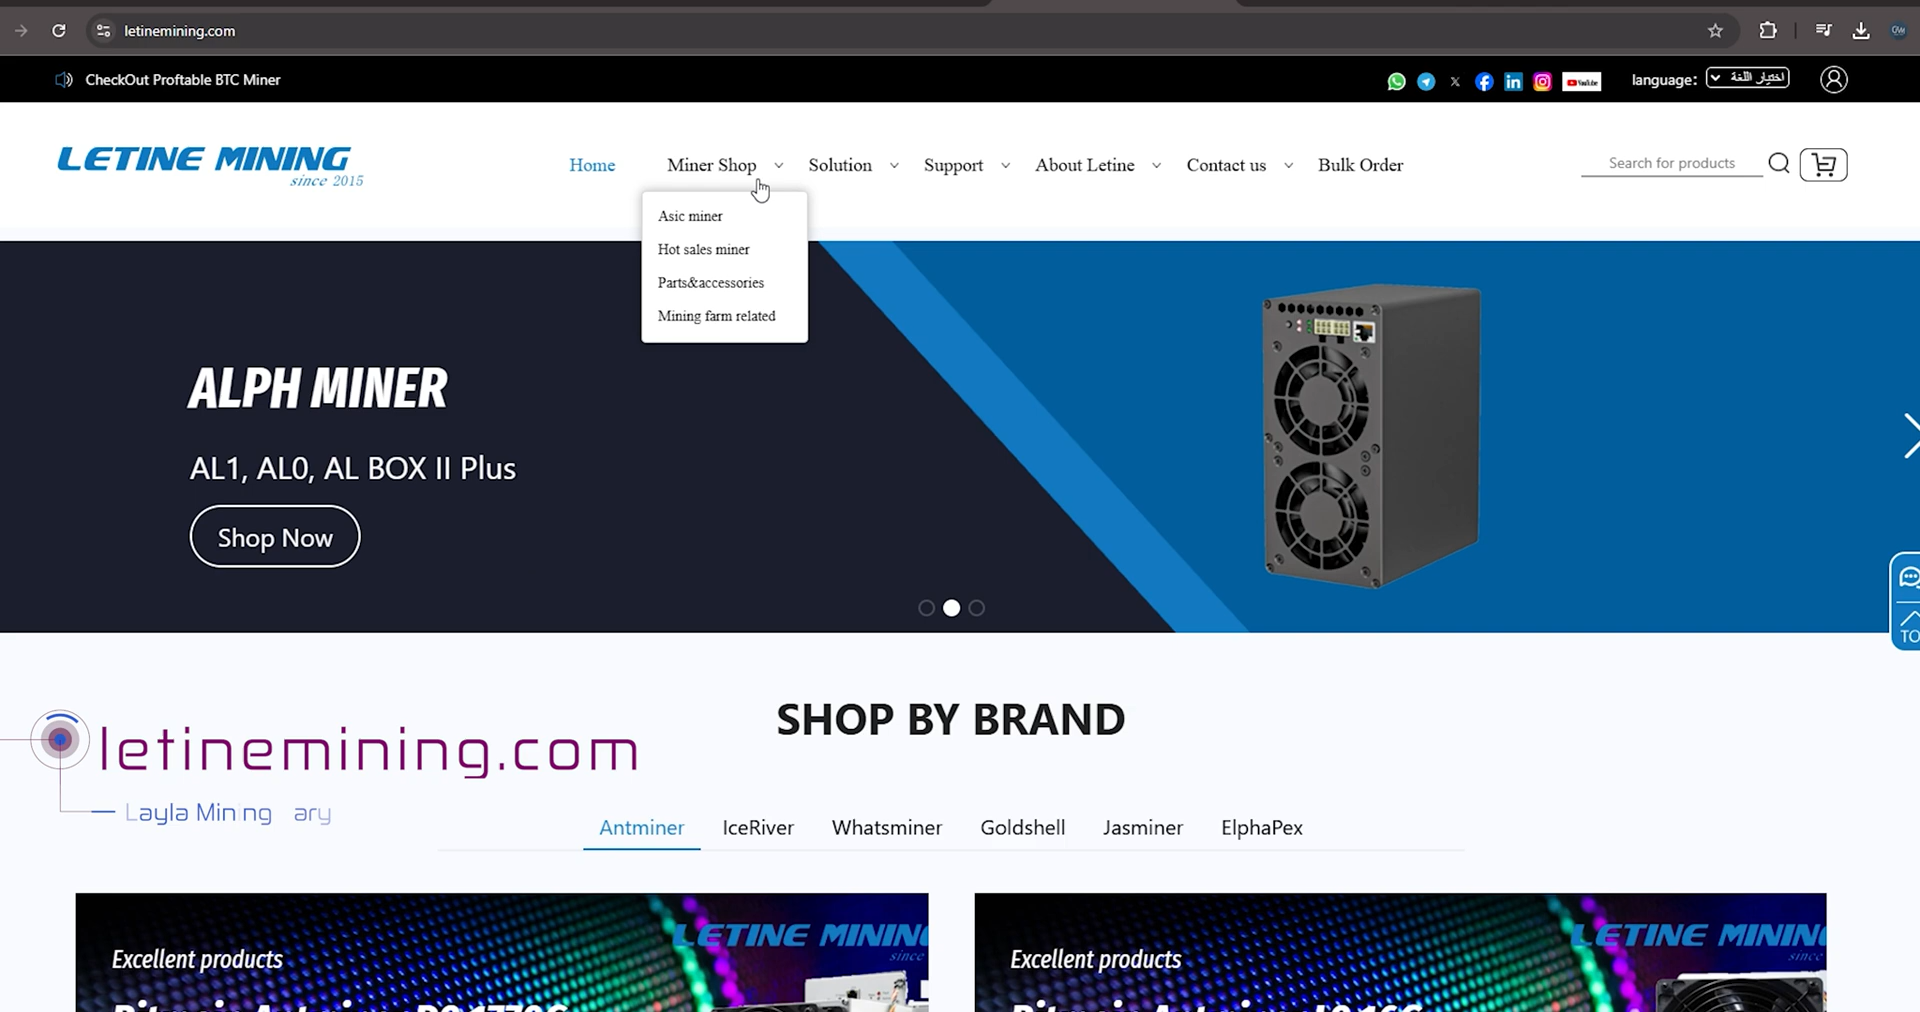 letinemining.com
CheckOut Proftable BTC Miner
language: اختيار اللغة
LETINE MINING
since 2015
Home Miner Shop Solution Support About Letine Contact us Bulk Order
Search for products
Asic miner
Hot sales miner
Parts&accessories
Mining farm related
ALPH MINER
AL1, AL0, AL BOX II Plus
Shop Now
SHOP BY BRAND
letinemining.com
Layla Mining
Antminer IceRiver Whatsminer Goldshell Jasminer ElphaPex
LETINE MINING
since
Excellent products
LETINE MINING
since
Excellent products